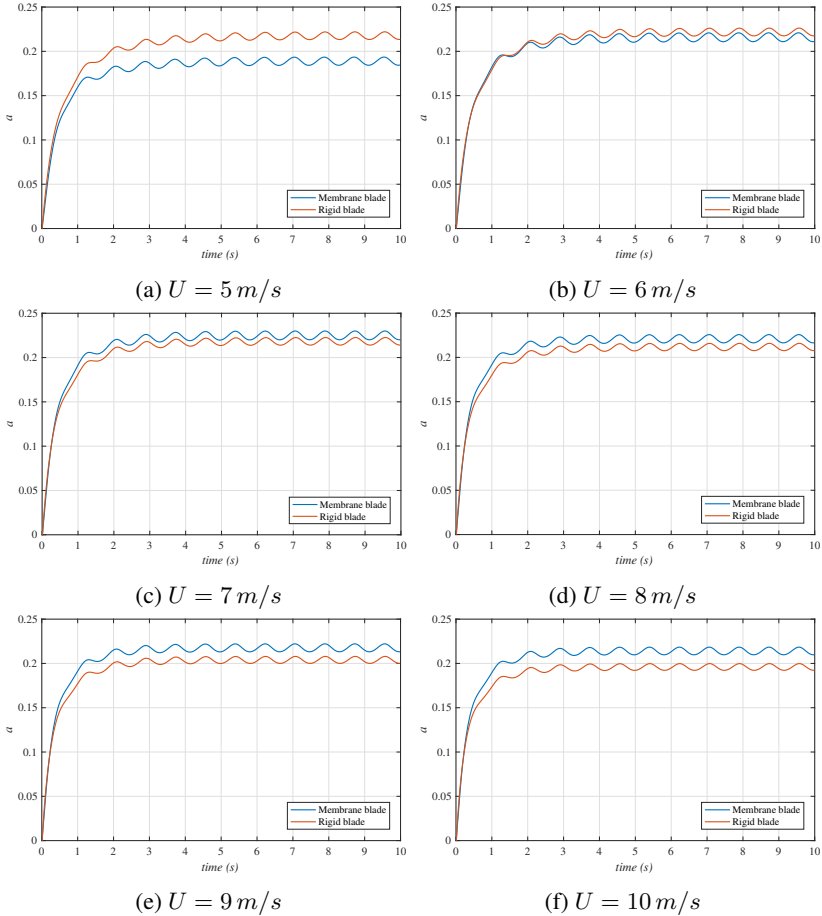 0.25
0.2
0.15
0.1
0.05
0
a
0 1 2 3 4 5 6 7 8 9 10
time (s)
Membrane blade
Rigid blade
(a) U = 5 m/s
0.25
0.2
0.15
0.1
0.05
0
a
0 1 2 3 4 5 6 7 8 9 10
time (s)
Membrane blade
Rigid blade
(b) U = 6 m/s
0.25
0.2
0.15
0.1
0.05
0
a
0 1 2 3 4 5 6 7 8 9 10
time (s)
Membrane blade
Rigid blade
(c) U = 7 m/s
0.25
0.2
0.15
0.1
0.05
0
a
0 1 2 3 4 5 6 7 8 9 10
time (s)
Membrane blade
Rigid blade
(d) U = 8 m/s
0.25
0.2
0.15
0.1
0.05
0
a
0 1 2 3 4 5 6 7 8 9 10
time (s)
Membrane blade
Rigid blade
(e) U = 9 m/s
0.25
0.2
0.15
0.1
0.05
0
a
0 1 2 3 4 5 6 7 8 9 10
time (s)
Membrane blade
Rigid blade
(f) U = 10 m/s